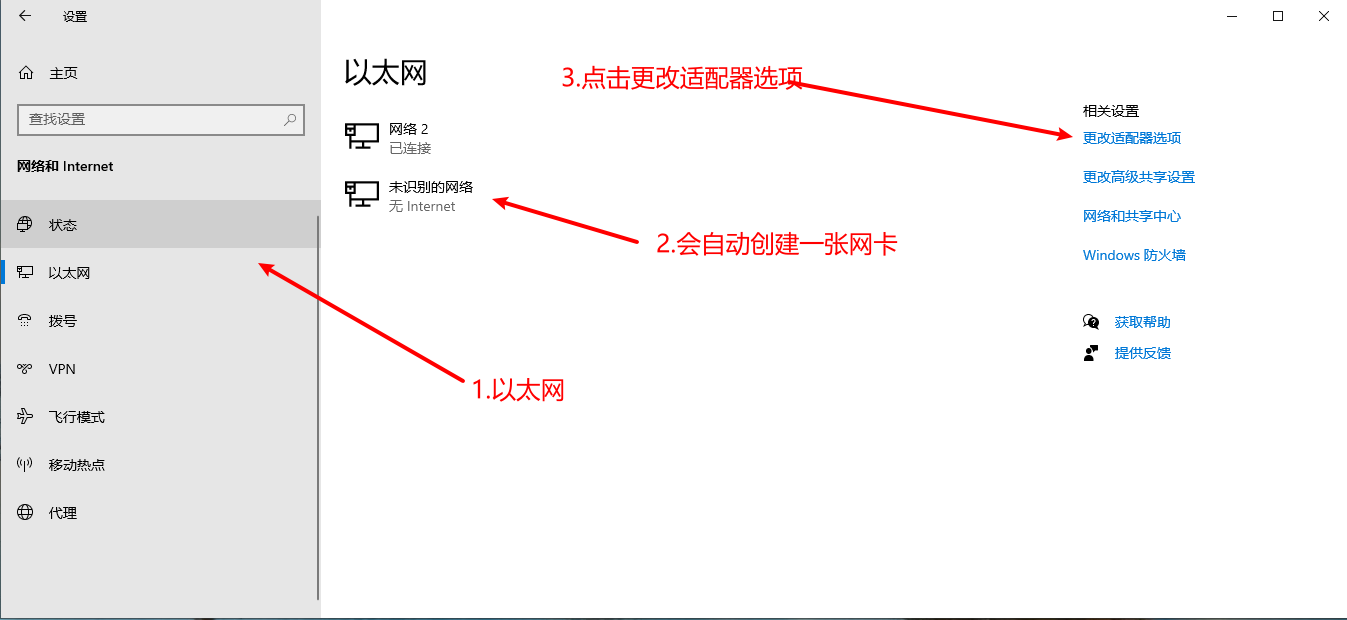 设置
主页
查找设置
网络和 Internet
状态
以太网
拨号
VPN
飞行模式
移动热点
代理
以太网
网络 2
已连接
未识别的网络
无 Internet
1.以太网
2.会自动创建一张网卡
3.点击更改适配器选项
相关设置
更改适配器选项
更改高级共享设置
网络和共享中心
Windows 防火墙
获取帮助
提供反馈